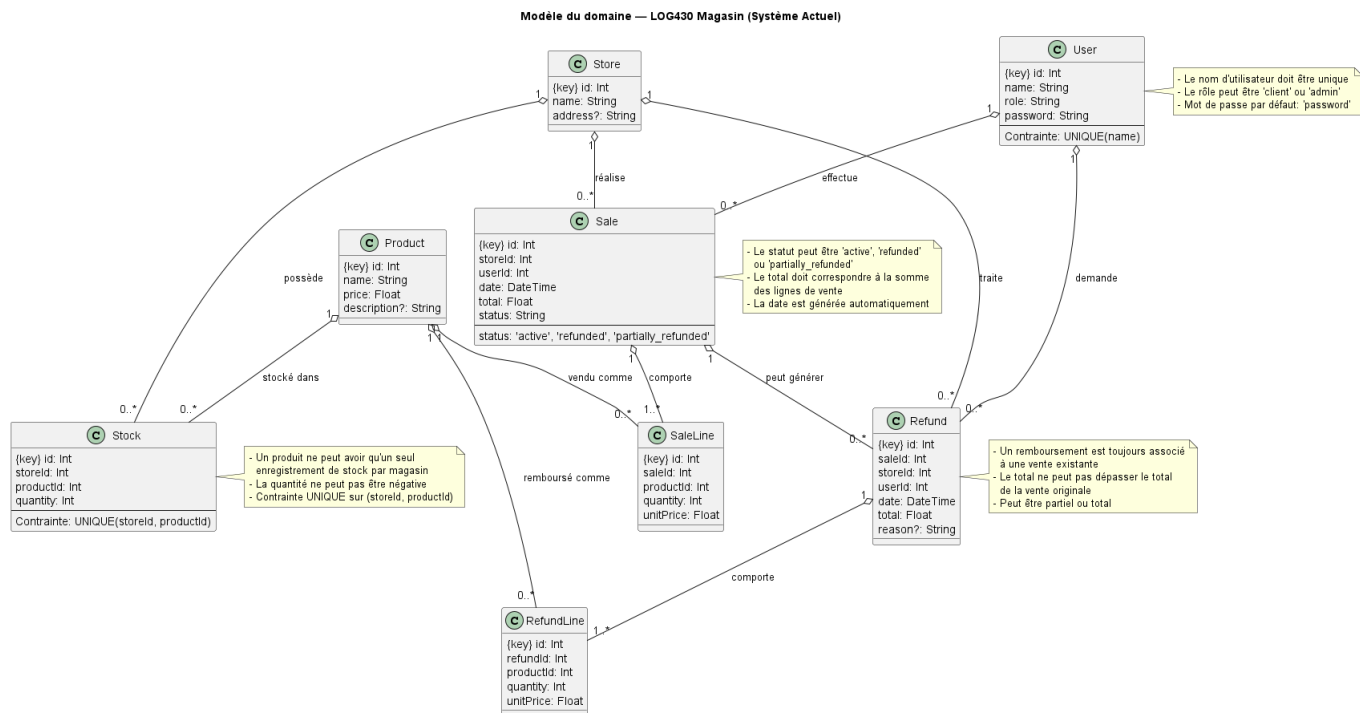 Modèle du domaine — LOG430 Magasin (Système Actuel)
C Store
{key} id: Int
name: String
address?: String
C User
{key} id: Int
name: String
role: String
password: String
Contrainte: UNIQUE(name)
- Le nom d'utilisateur doit être unique
- Le rôle peut être 'client' ou 'admin'
- Mot de passe par défaut: 'password'
1
1
1
1
1
réalise
effectue
0..*
0..*
C Sale
{key} id: Int
storeId: Int
userId: Int
date: DateTime
total: Float
status: String
status: 'active', 'refunded', 'partially_refunded'
- Le statut peut être 'active', 'refunded'
ou 'partially_refunded'
- Le total doit correspondre à la somme
des lignes de vente
- La date est générée automatiquement
C Product
{key} id: Int
name: String
price: Float
description?: String
possède
traite
demande
1
1
1
1
1
stocké dans
vendu comme
comporte
peut générer
0..*
0..*
0..*
1..*
0..*
0..*
0..*
C Stock
{key} id: Int
storeId: Int
productId: Int
quantity: Int
Contrainte: UNIQUE(storeId, productId)
- Un produit ne peut avoir qu'un seul
enregistrement de stock par magasin
- La quantité ne peut pas être négative
- Contrainte UNIQUE sur (storeId, productId)
remboursé comme
C SaleLine
{key} id: Int
saleId: Int
productId: Int
quantity: Int
unitPrice: Float
C Refund
{key} id: Int
saleId: Int
storeId: Int
userId: Int
date: DateTime
total: Float
reason?: String
- Un remboursement est toujours associé
à une vente existante
- Le total ne peut pas dépasser le total
de la vente originale
- Peut être partiel ou total
1
comporte
0..*
1..*
C RefundLine
{key} id: Int
refundId: Int
productId: Int
quantity: Int
unitPrice: Float